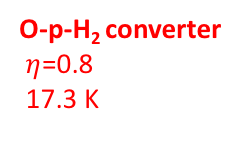 O-p-H₂ converter
η=0.8
17.3 K